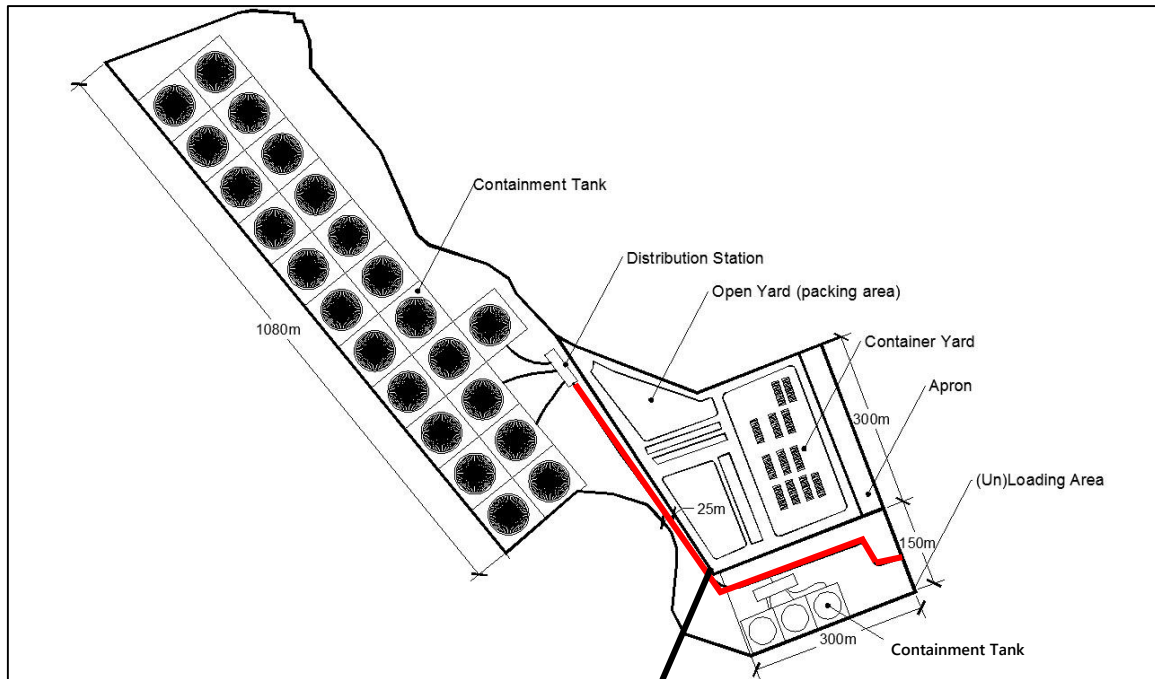 Containment Tank
Distribution Station
Open Yard (packing area)
1080m
Container Yard
Apron
300m
(Un)Loading Area
25m
150m
300m
Containment Tank